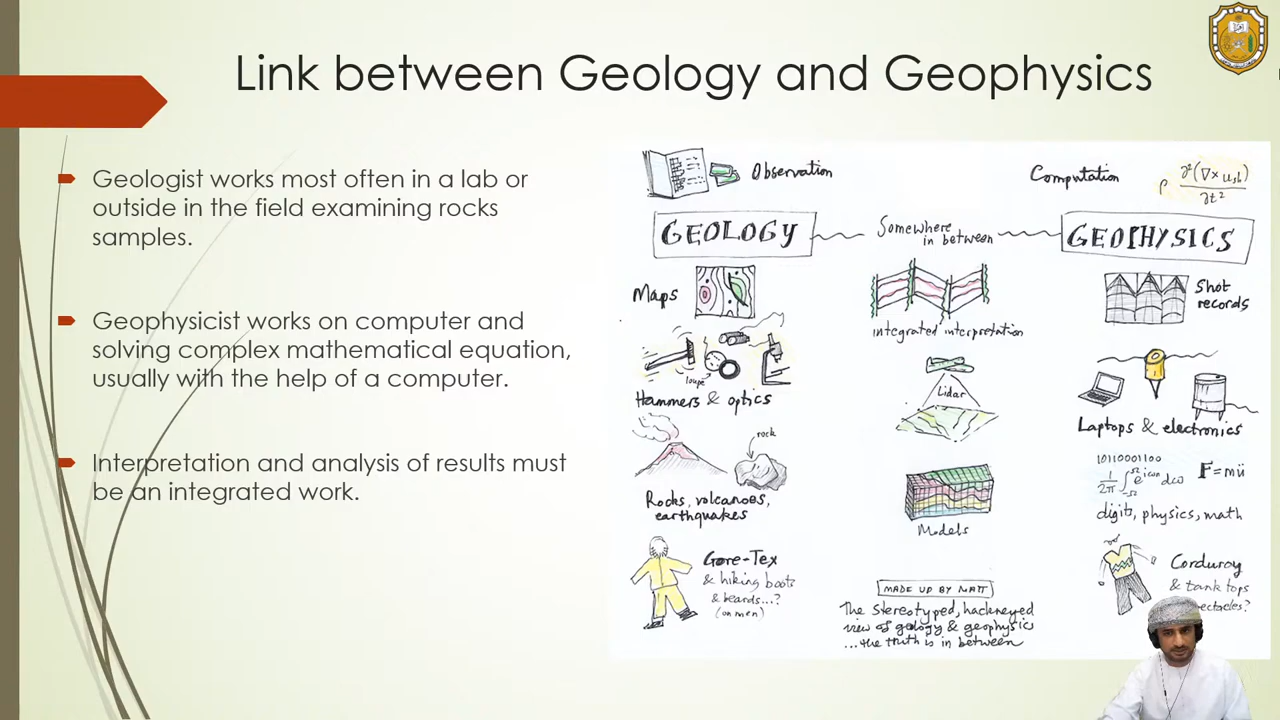 Link between Geology and Geophysics
Geologist works most often in a lab or
outside in the field examining rocks
samples.
Geophysicist works on computer and
solving complex mathematical equation,
usually with the help of a computer.
Interpretation and analysis of results must
be an integrated work.
Observation
Computation
ρ ∂²(∇×u_sh) / ∂t²
GEOLOGY
Somewhere
in between
GEOPHYSICS
Maps
integrated interpretation
Shot
records
loupe
Hammers & optics
Lidar
Laptops & electronics
rock
Rocks, volcanoes,
earthquakes
Models
10110001100
F=mü
digits, physics, math
Gore-Tex
& hiking boots
& beards...?
(on men)
MADE UP BY MATT
The stereotyped, hackneyed
view of geology & geophysics
...the truth is in between
Corduroy
& tank tops
ectacles?